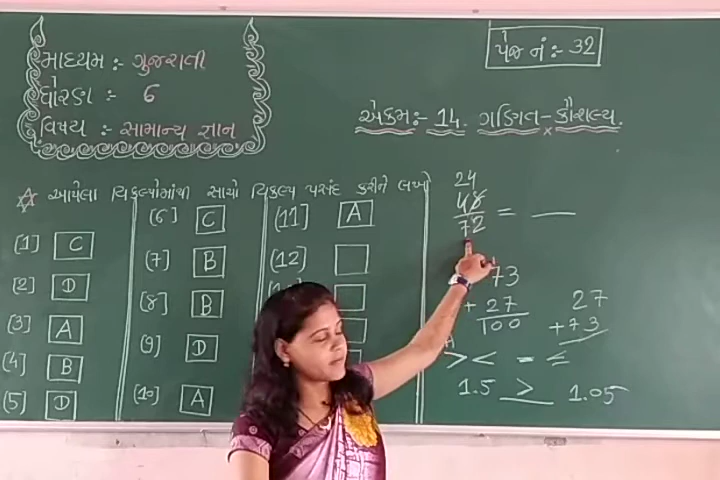 માધ્યમ :- ગુજરાતી
ધોરણ :- 6
વિષય :- સામાન્ય જ્ઞાન
પેજ નં:- 32
એકમ:- 14. ગણિત-કૌશલ્ય.
આપેલા વિકલ્પોમાંથી સાચો વિકલ્પ પસંદ કરીને લખો
[1] C
[2] D
[3] A
[4] B
[5] D
[6] C
[7] B
[8] B
[9] D
[10] A
[11] A
[12]
24
48
72 = __
73
+ 27
100
27
+ 73
> < = ≤
1.5 > 1.05